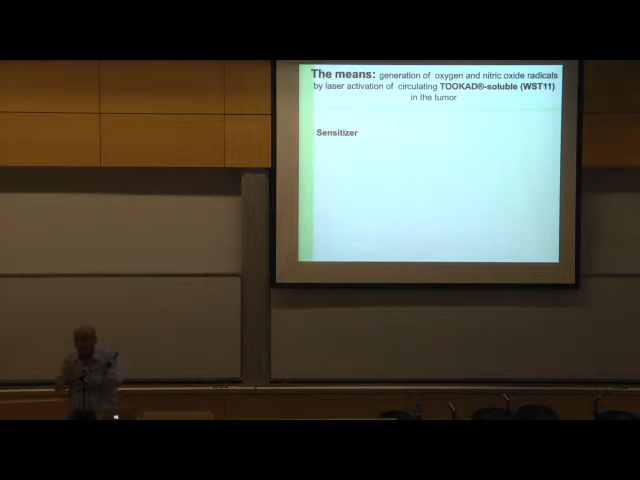 The means: generation of oxygen and nitric oxide radicals
by laser activation of circulating TOOKAD®-soluble (WST11)
in the tumor
Sensitizer